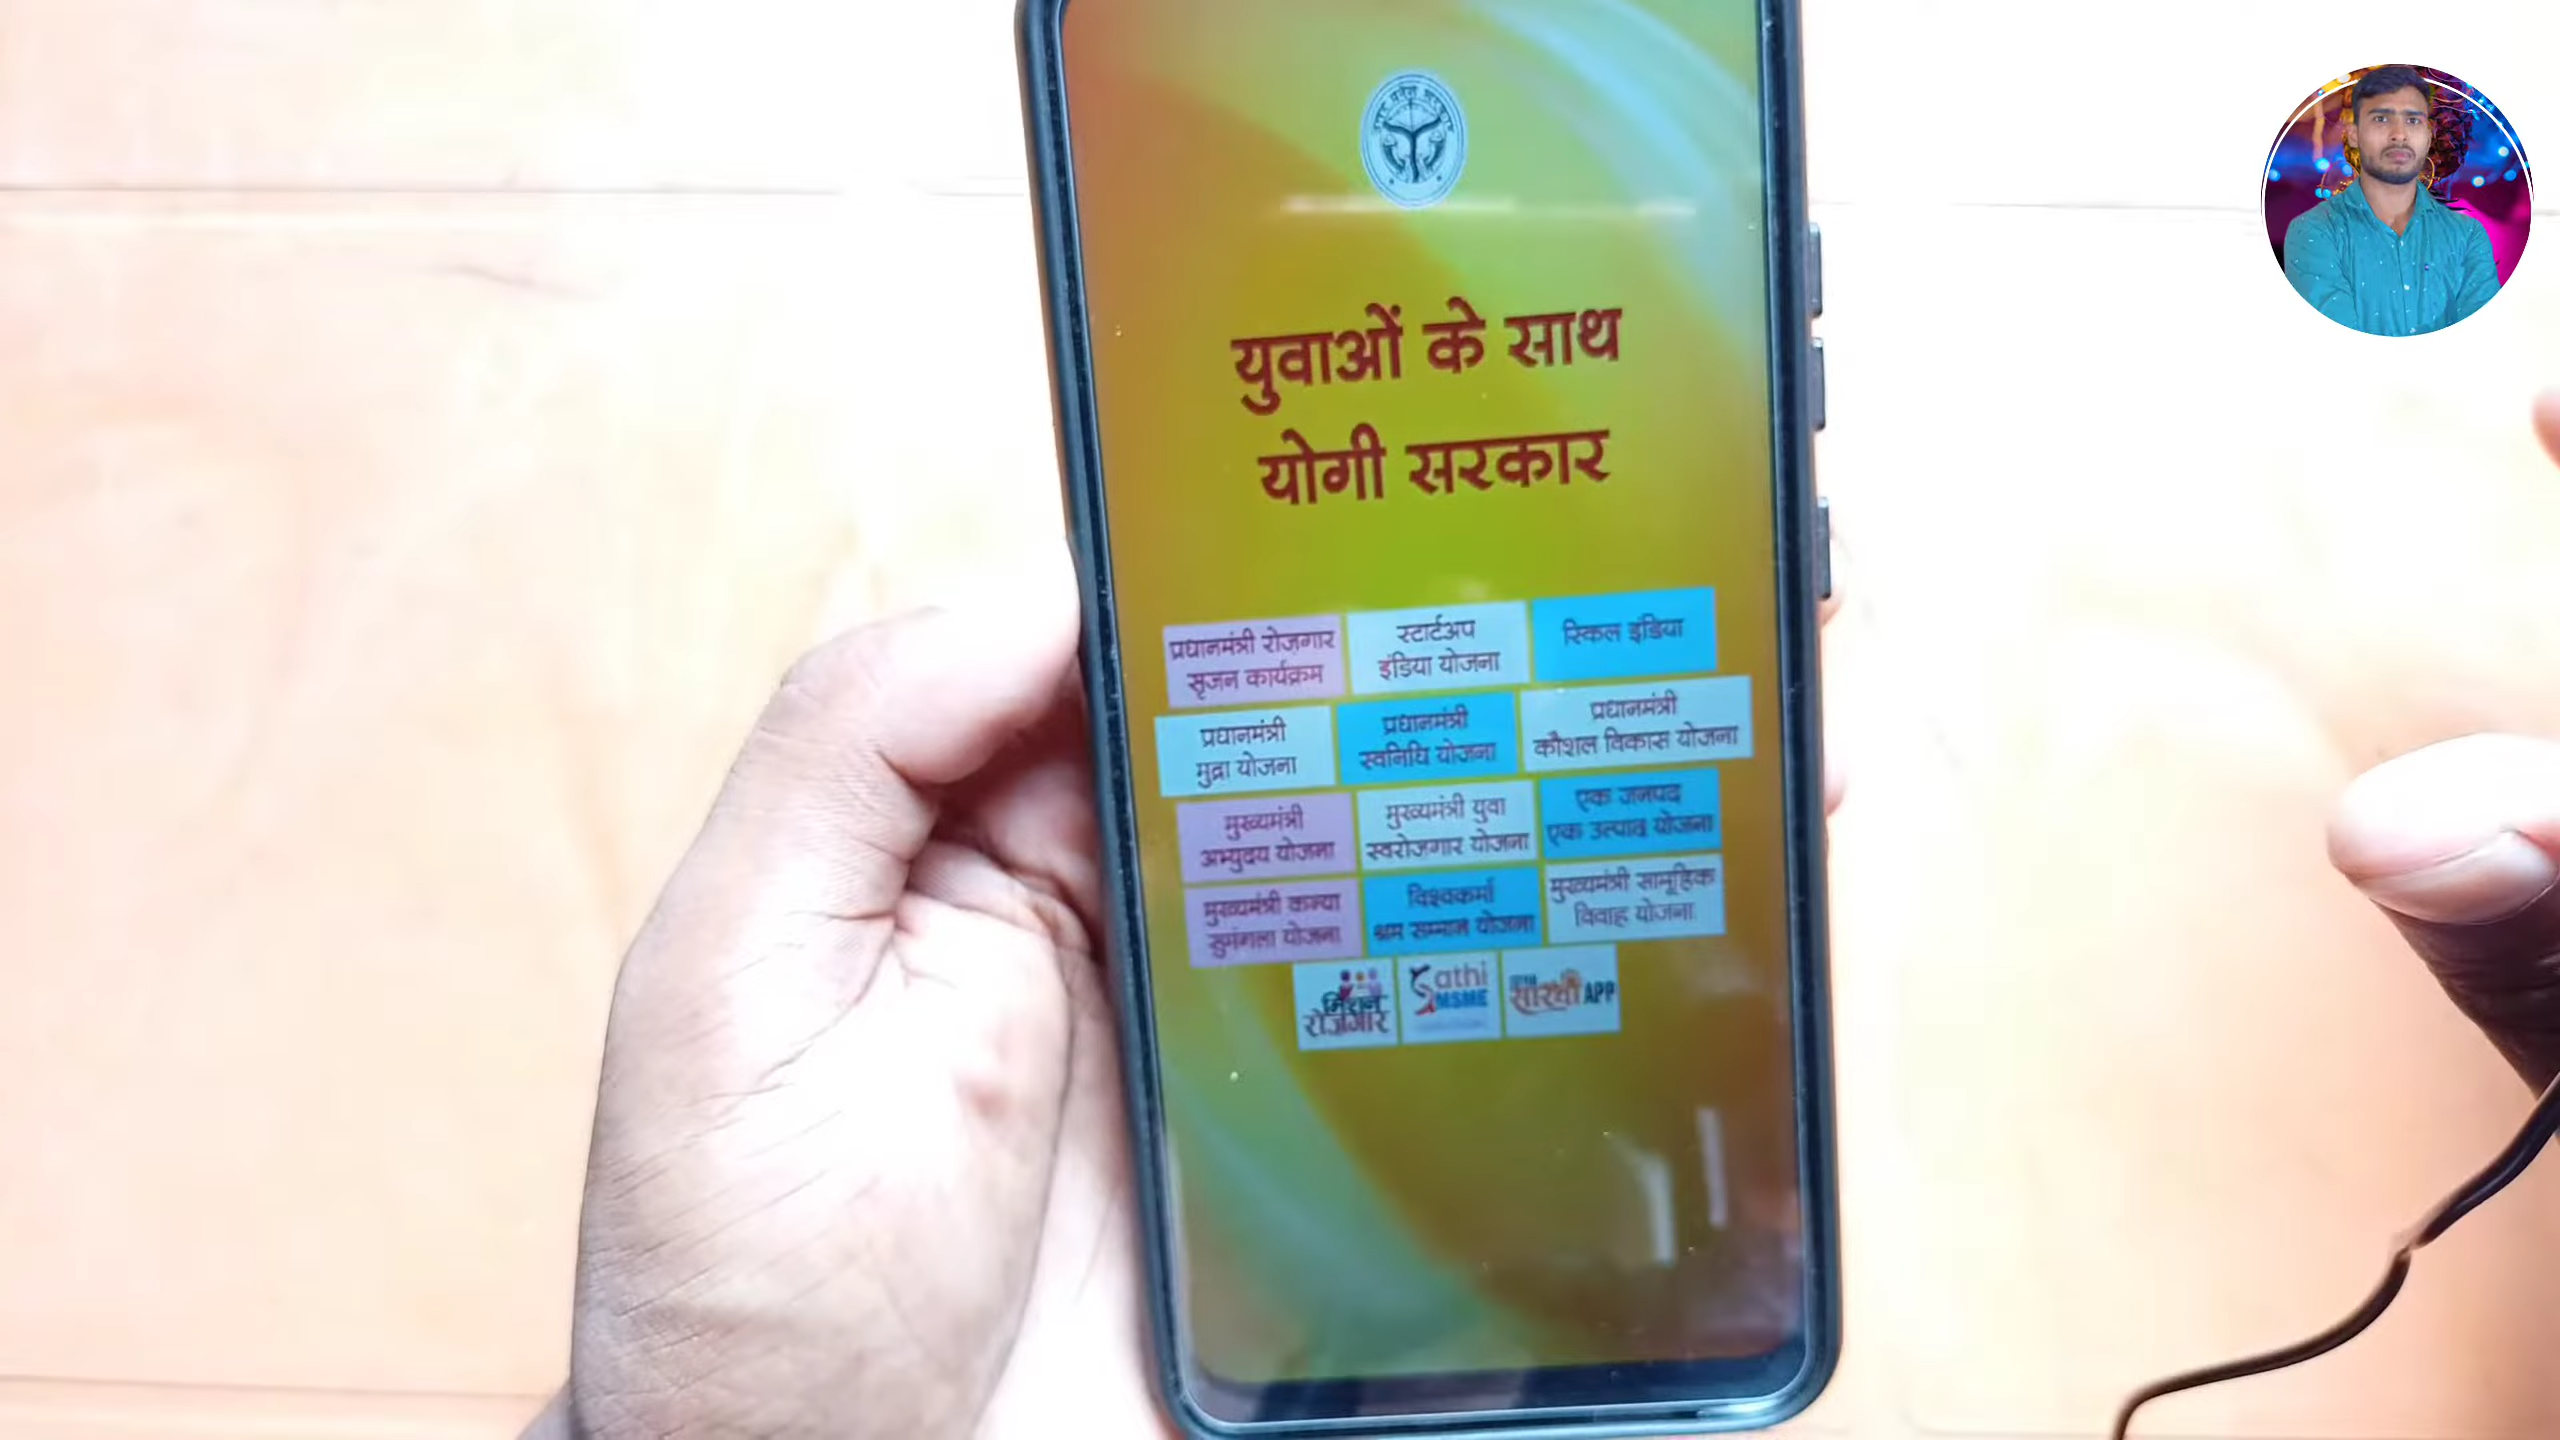 युवाओं के साथ
योगी सरकार
प्रधानमंत्री रोज़गार
सृजन कार्यक्रम
स्टार्टअप
इंडिया योजना
स्किल इंडिया
प्रधानमंत्री
मुद्रा योजना
प्रधानमंत्री
स्वनिधि योजना
प्रधानमंत्री
कौशल विकास योजना
मुख्यमंत्री
अभ्युदय योजना
मुख्यमंत्री युवा
स्वरोजगार योजना
एक जनपद
एक उत्पाद योजना
मुख्यमंत्री कन्या
सुमंगला योजना
विश्वकर्मा
श्रम सम्मान योजना
मुख्यमंत्री सामूहिक
विवाह योजना
मिशन
रोजगार
Sathi
MSME
सारथी APP